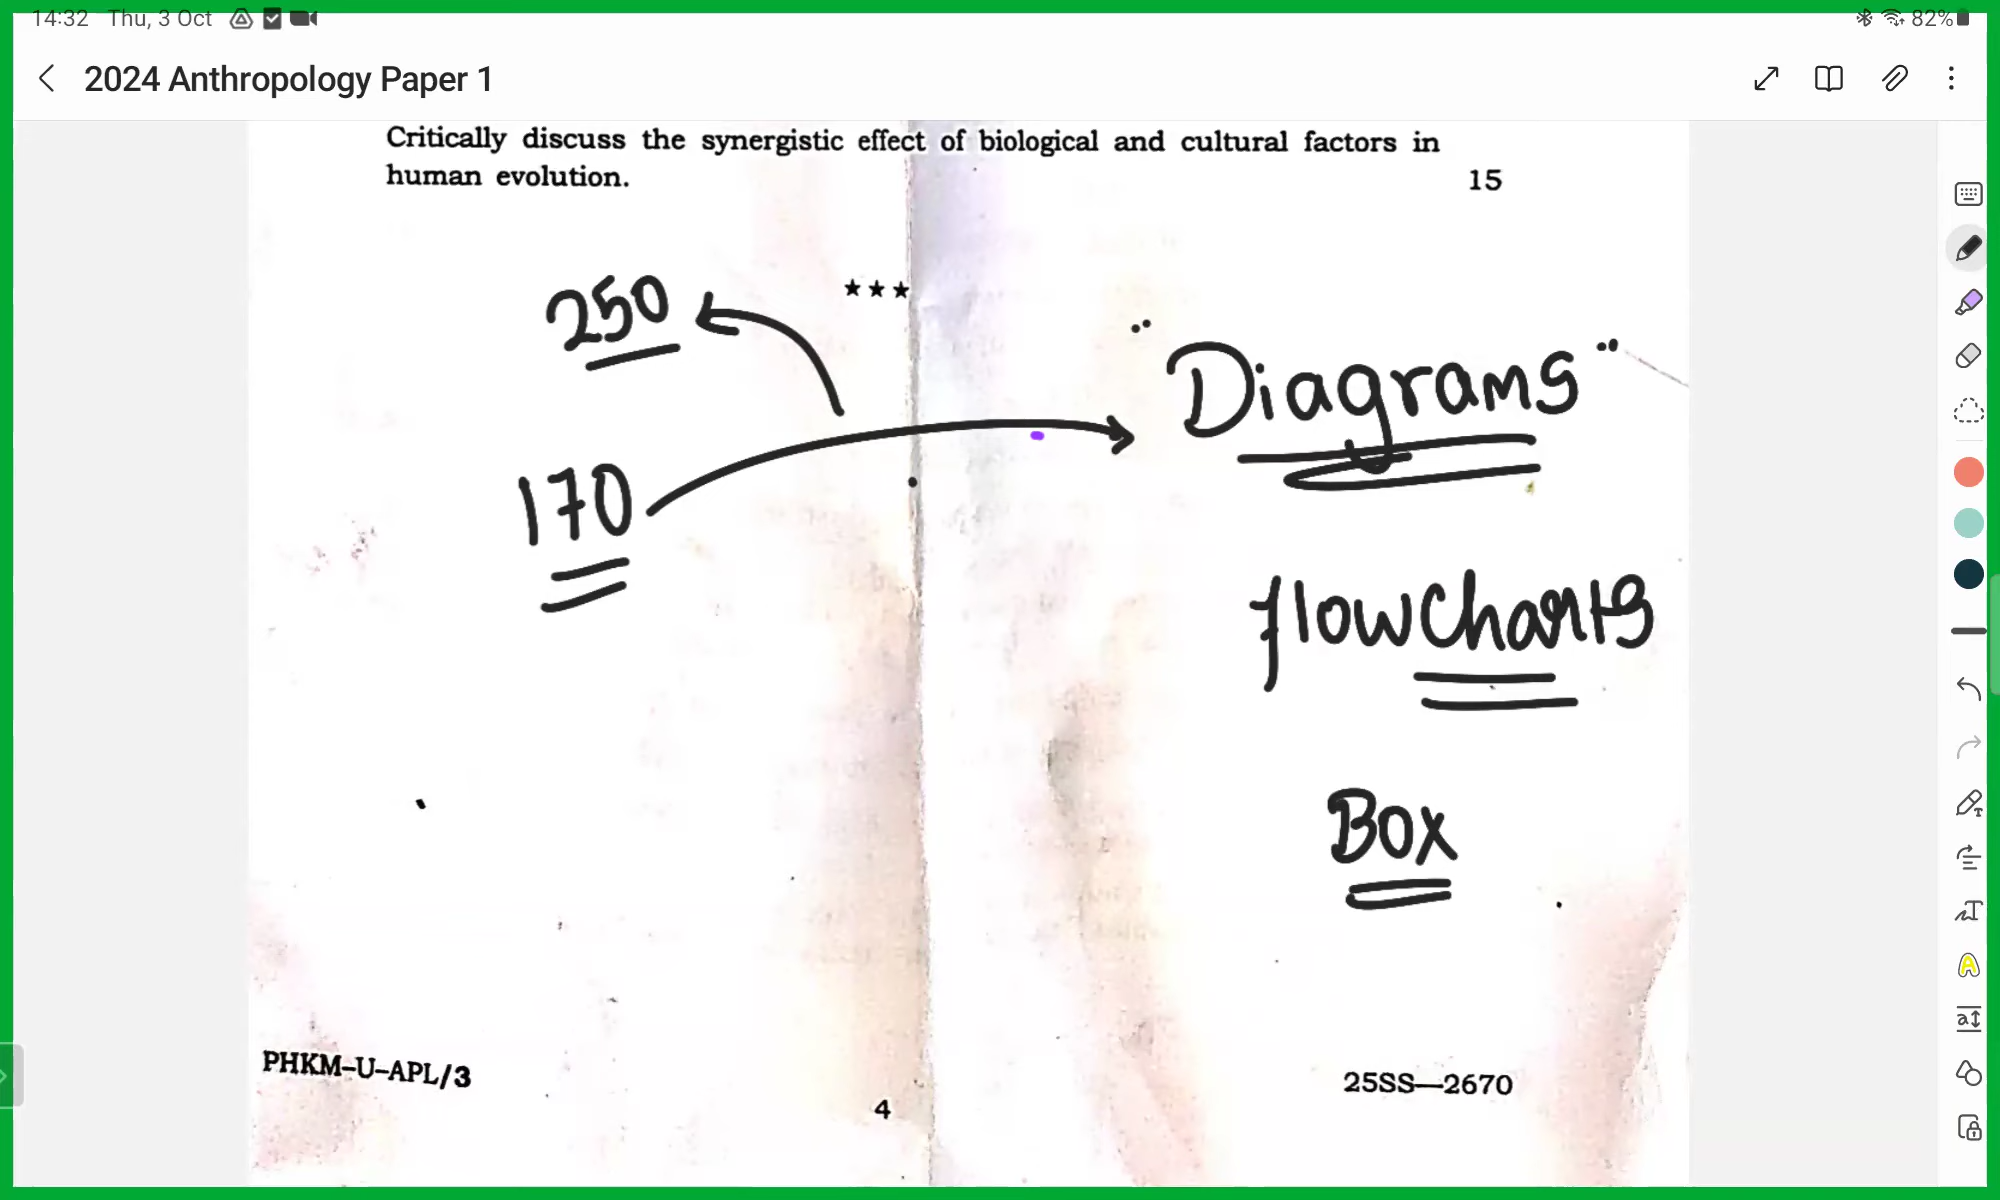 14:32 Thu, 3 Oct 82%
2024 Anthropology Paper 1
Critically discuss the synergistic effect of biological and cultural factors in
human evolution. 15
★★★
250
"Diagrams"
170
flowcharts
Box
PHKM-U-APL/3
25SS—2670
4